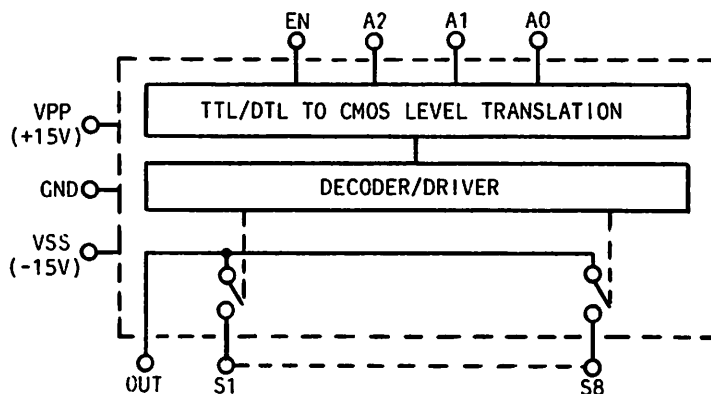 EN A2 A1 A0
TTL/DTL TO CMOS LEVEL TRANSLATION
VPP
(+15V)
DECODER/DRIVER
GND
VSS
(-15V)
OUT S1 S8